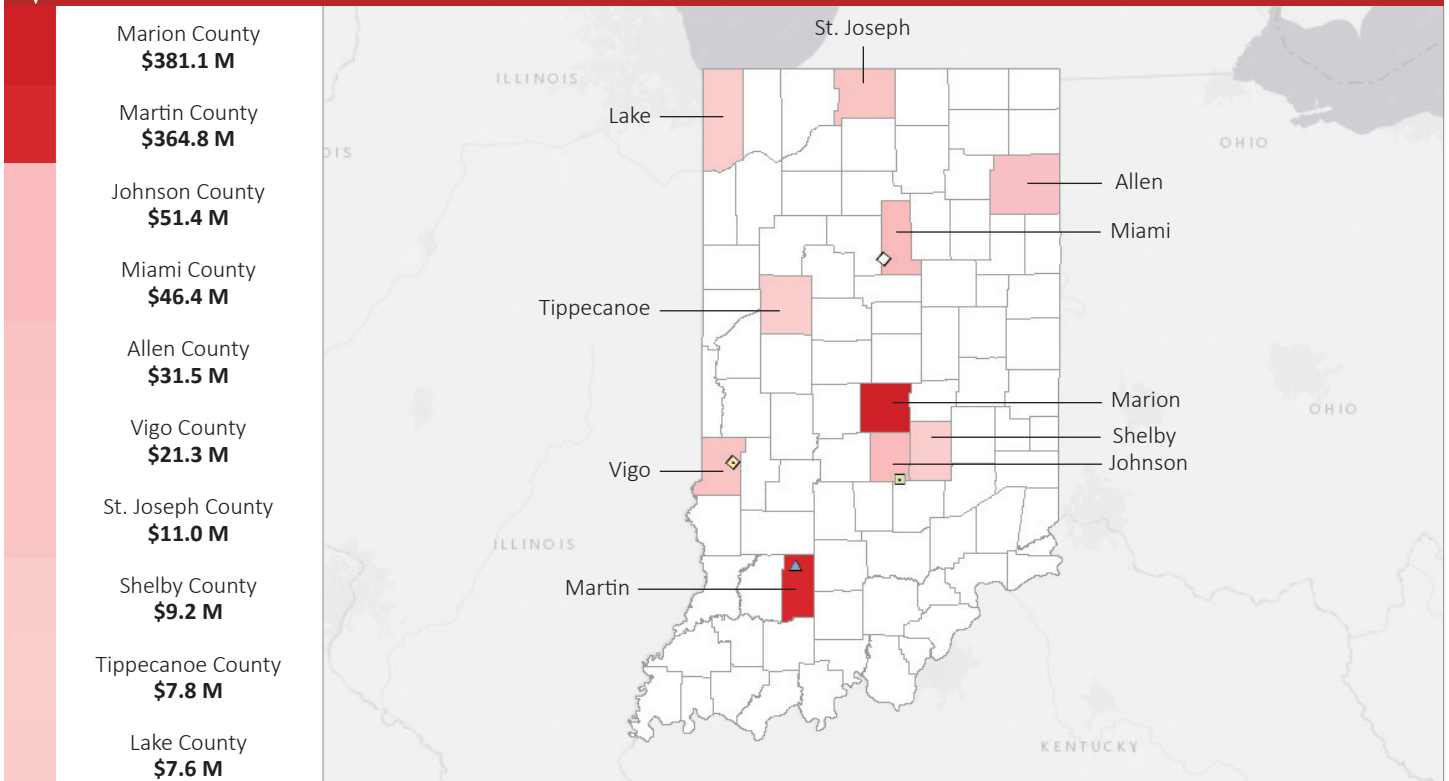 Marion County
$381.1 M
Martin County
$364.8 M
Johnson County
$51.4 M
Miami County
$46.4 M
Allen County
$31.5 M
Vigo County
$21.3 M
St. Joseph County
$11.0 M
Shelby County
$9.2 M
Tippecanoe County
$7.8 M
Lake County
$7.6 M
St. Joseph
ILLINOIS
Lake
OHIO
OIS
Allen
Miami
Tippecanoe
Marion
OHIO
Shelby
Johnson
Vigo
ILLINOIS
Martin
KENTUCKY